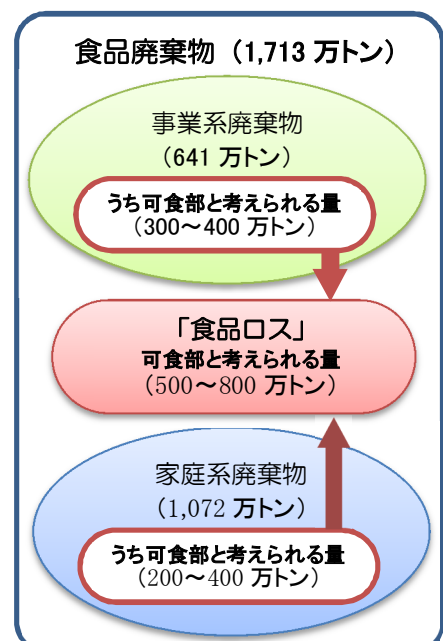 食品廃棄物（1,713 万トン）
事業系廃棄物
（641 万トン）
うち可食部と考えられる量
（300～400 万トン）
「食品ロス」
可食部と考えられる量
（500～800 万トン）
家庭系廃棄物
（1,072 万トン）
うち可食部と考えられる量
（200～400 万トン）